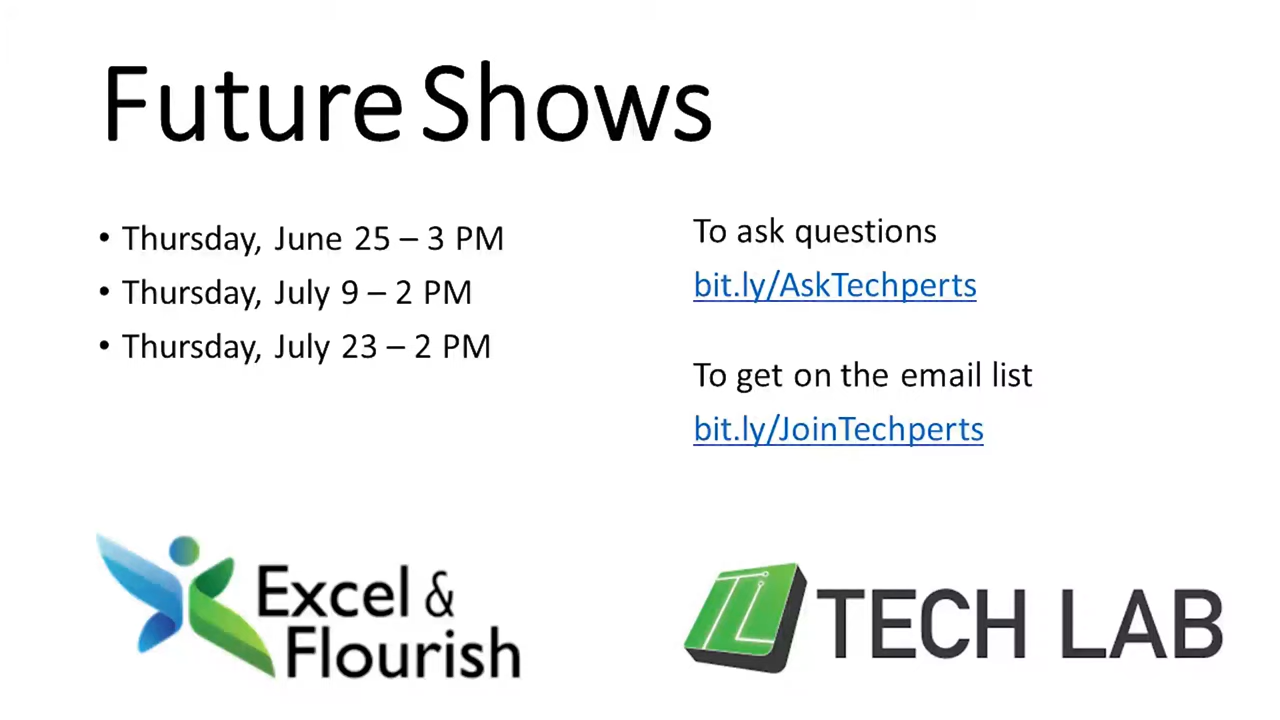 Future Shows
• Thursday, June 25 – 3 PM
• Thursday, July 9 – 2 PM
• Thursday, July 23 – 2 PM
To ask questions
bit.ly/AskTechperts
To get on the email list
bit.ly/JoinTechperts
Excel &
Flourish
TL TECH LAB